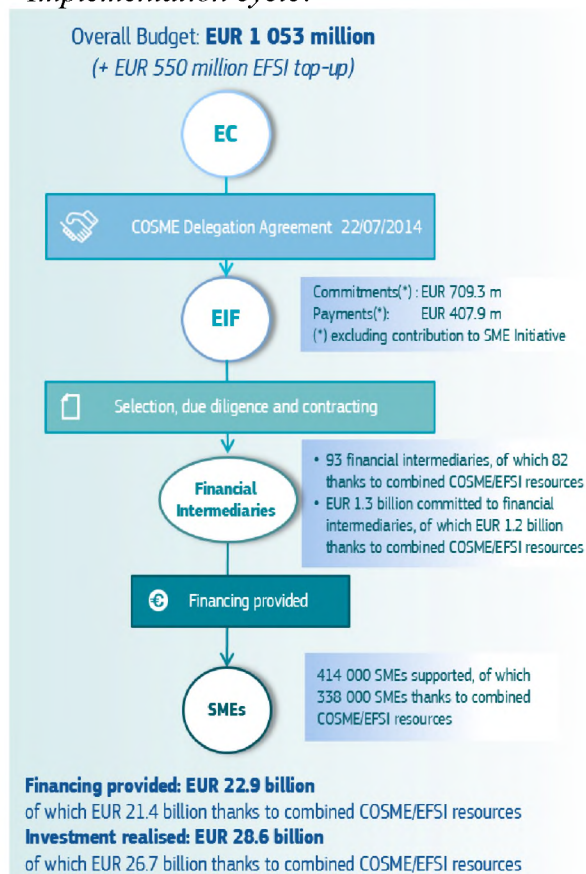 Implementation cycle:
Overall Budget: EUR 1 053 million
(+ EUR 550 million EFSI top-up)
EC
COSME Delegation Agreement 22/07/2014
EIF
Commitments(*) : EUR 709.3 m
Payments(*): EUR 407.9 m
(*) excluding contribution to SME Initiative
Selection, due diligence and contracting
Financial
Intermediaries
• 93 financial intermediaries, of which 82
thanks to combined COSME/EFSI resources
• EUR 1.3 billion committed to financial
intermediaries, of which EUR 1.2 billion
thanks to combined COSME/EFSI resources
€ Financing provided
SMEs
414 000 SMEs supported, of which
338 000 SMEs thanks to combined
COSME/EFSI resources
Financing provided: EUR 22.9 billion
of which EUR 21.4 billion thanks to combined COSME/EFSI resources
Investment realised: EUR 28.6 billion
of which EUR 26.7 billion thanks to combined COSME/EFSI resources